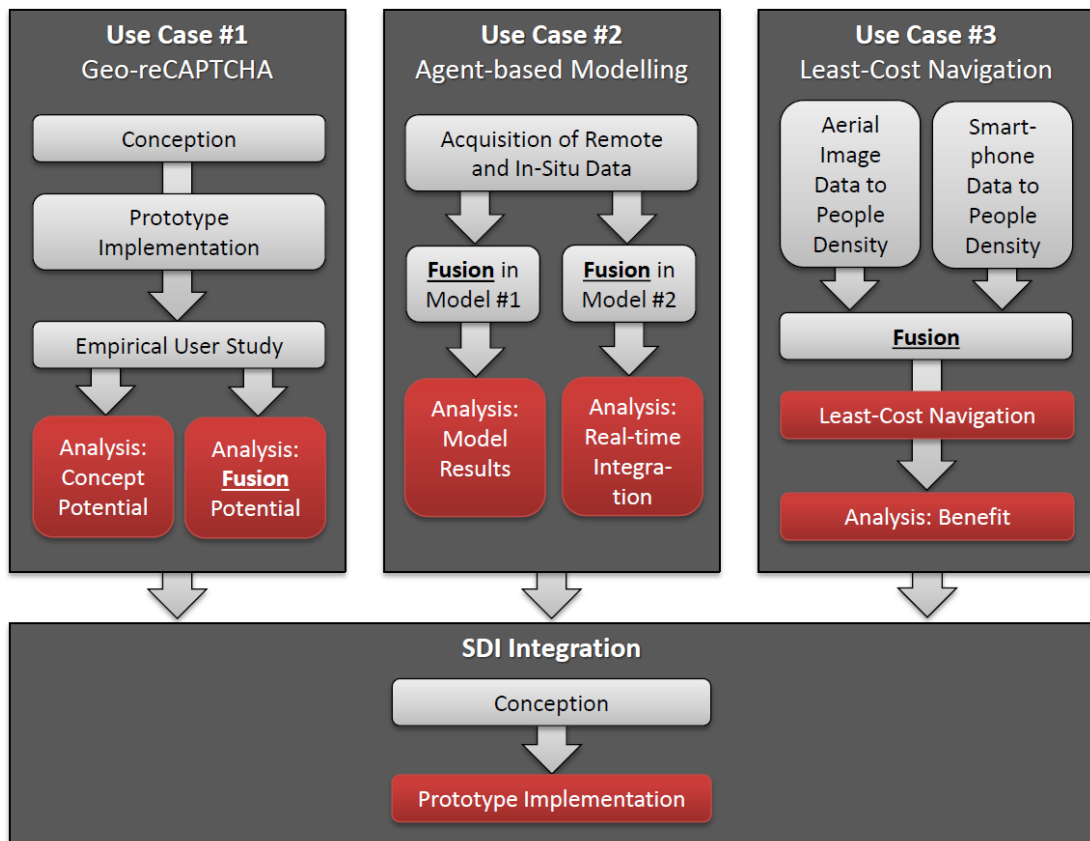 Use Case #1
Geo-reCAPTCHA
Conception
Prototype
Implementation
Empirical User Study
Analysis:
Concept
Potential
Analysis:
Fusion
Potential
Use Case #2
Agent-based Modelling
Acquisition of Remote
and In-Situ Data
Fusion in
Model #1
Fusion in
Model #2
Analysis:
Model
Results
Analysis:
Real-time
Integra-
tion
Use Case #3
Least-Cost Navigation
Aerial
Image
Data to
People
Density
Smart-
phone
Data to
People
Density
Fusion
Least-Cost Navigation
Analysis: Benefit
SDI Integration
Conception
Prototype Implementation